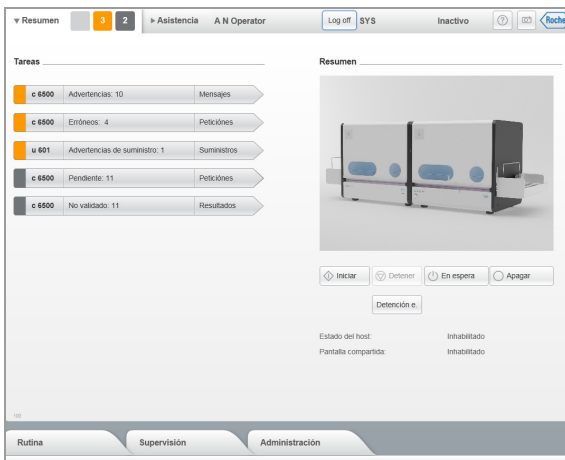 Resumen 3 2 Asistencia A N Operator Log off SYS Inactivo ? Roche
Tareas
c 6500 Advertencias: 10 Mensajes
c 6500 Erróneos: 4 Peticiónes
u 601 Advertencias de suministro: 1 Suministros
c 6500 Pendiente: 11 Peticiónes
c 6500 No validado: 11 Resultados
Resumen
Iniciar Detener En espera Apagar
Detención e.
Estado del host: Inhabilitado
Pantalla compartida: Inhabilitado
Rutina Supervisión Administración